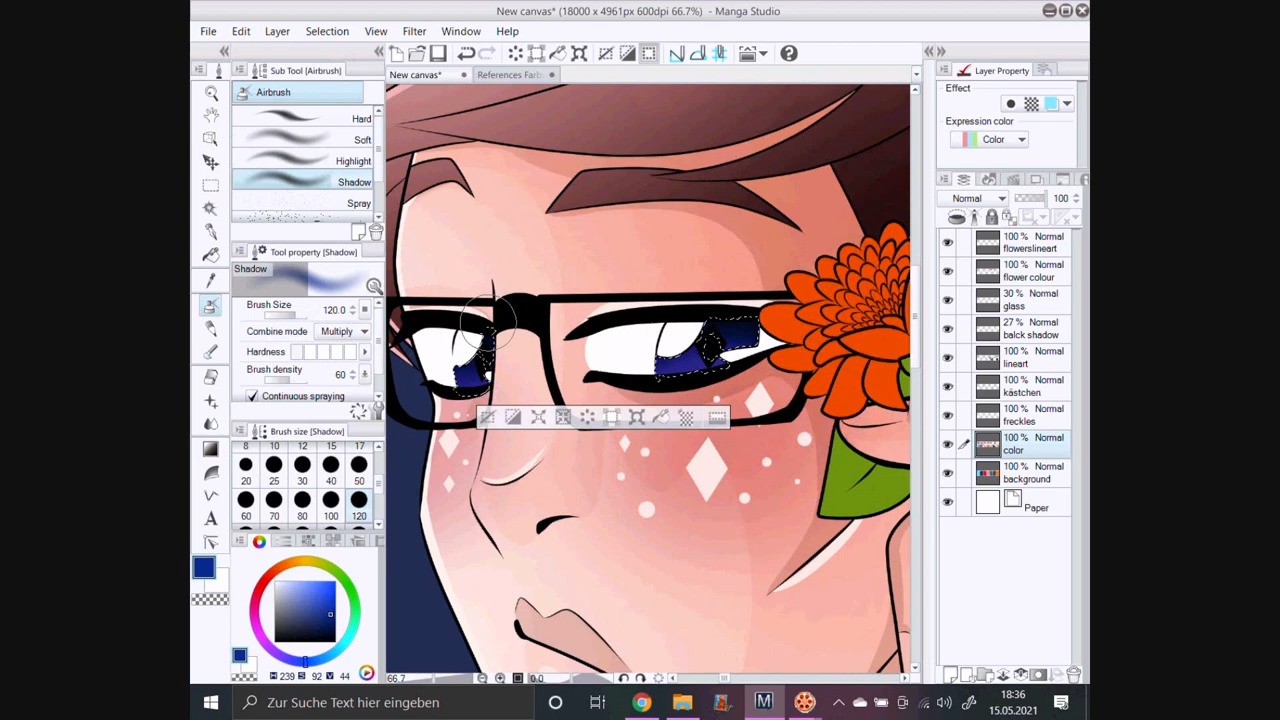 New canvas* (18000 x 4961px 600dpi 66.7%) - Manga Studio
File Edit Layer Selection View Filter Window Help
Sub Tool [Airbrush]
New canvas*
References Farb
Layer Property
Airbrush
Hard
Soft
Highlight
Shadow
Spray
Effect
Expression color
Color
Tool property [Shadow]
Shadow
Brush Size 120.0
Combine mode Multiply
Hardness
Brush density 60
Continuous spraying
Brush size [Shadow]
8 10 12 15 17
20 25 30 40 50
60 70 80 100 120
Normal 100
100 % Normal
flowerslineart
100 % Normal
flower colour
30 % Normal
glass
27 % Normal
balck shadow
100 % Normal
lineart
100 % Normal
kästchen
100 % Normal
freckles
100 % Normal
color
100 % Normal
background
Paper
H 239 S 92 V 44
66.7
0.0
Zur Suche Text hier eingeben
18:36
15.05.2021